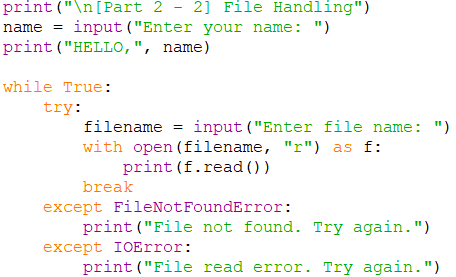 print("\n[Part 2 - 2] File Handling")
name = input("Enter your name: ")
print("HELLO,", name)

while True:
    try:
        filename = input("Enter file name: ")
        with open(filename, "r") as f:
            print(f.read())
        break
    except FileNotFoundError:
        print("File not found. Try again.")
    except IOError:
        print("File read error. Try again.")